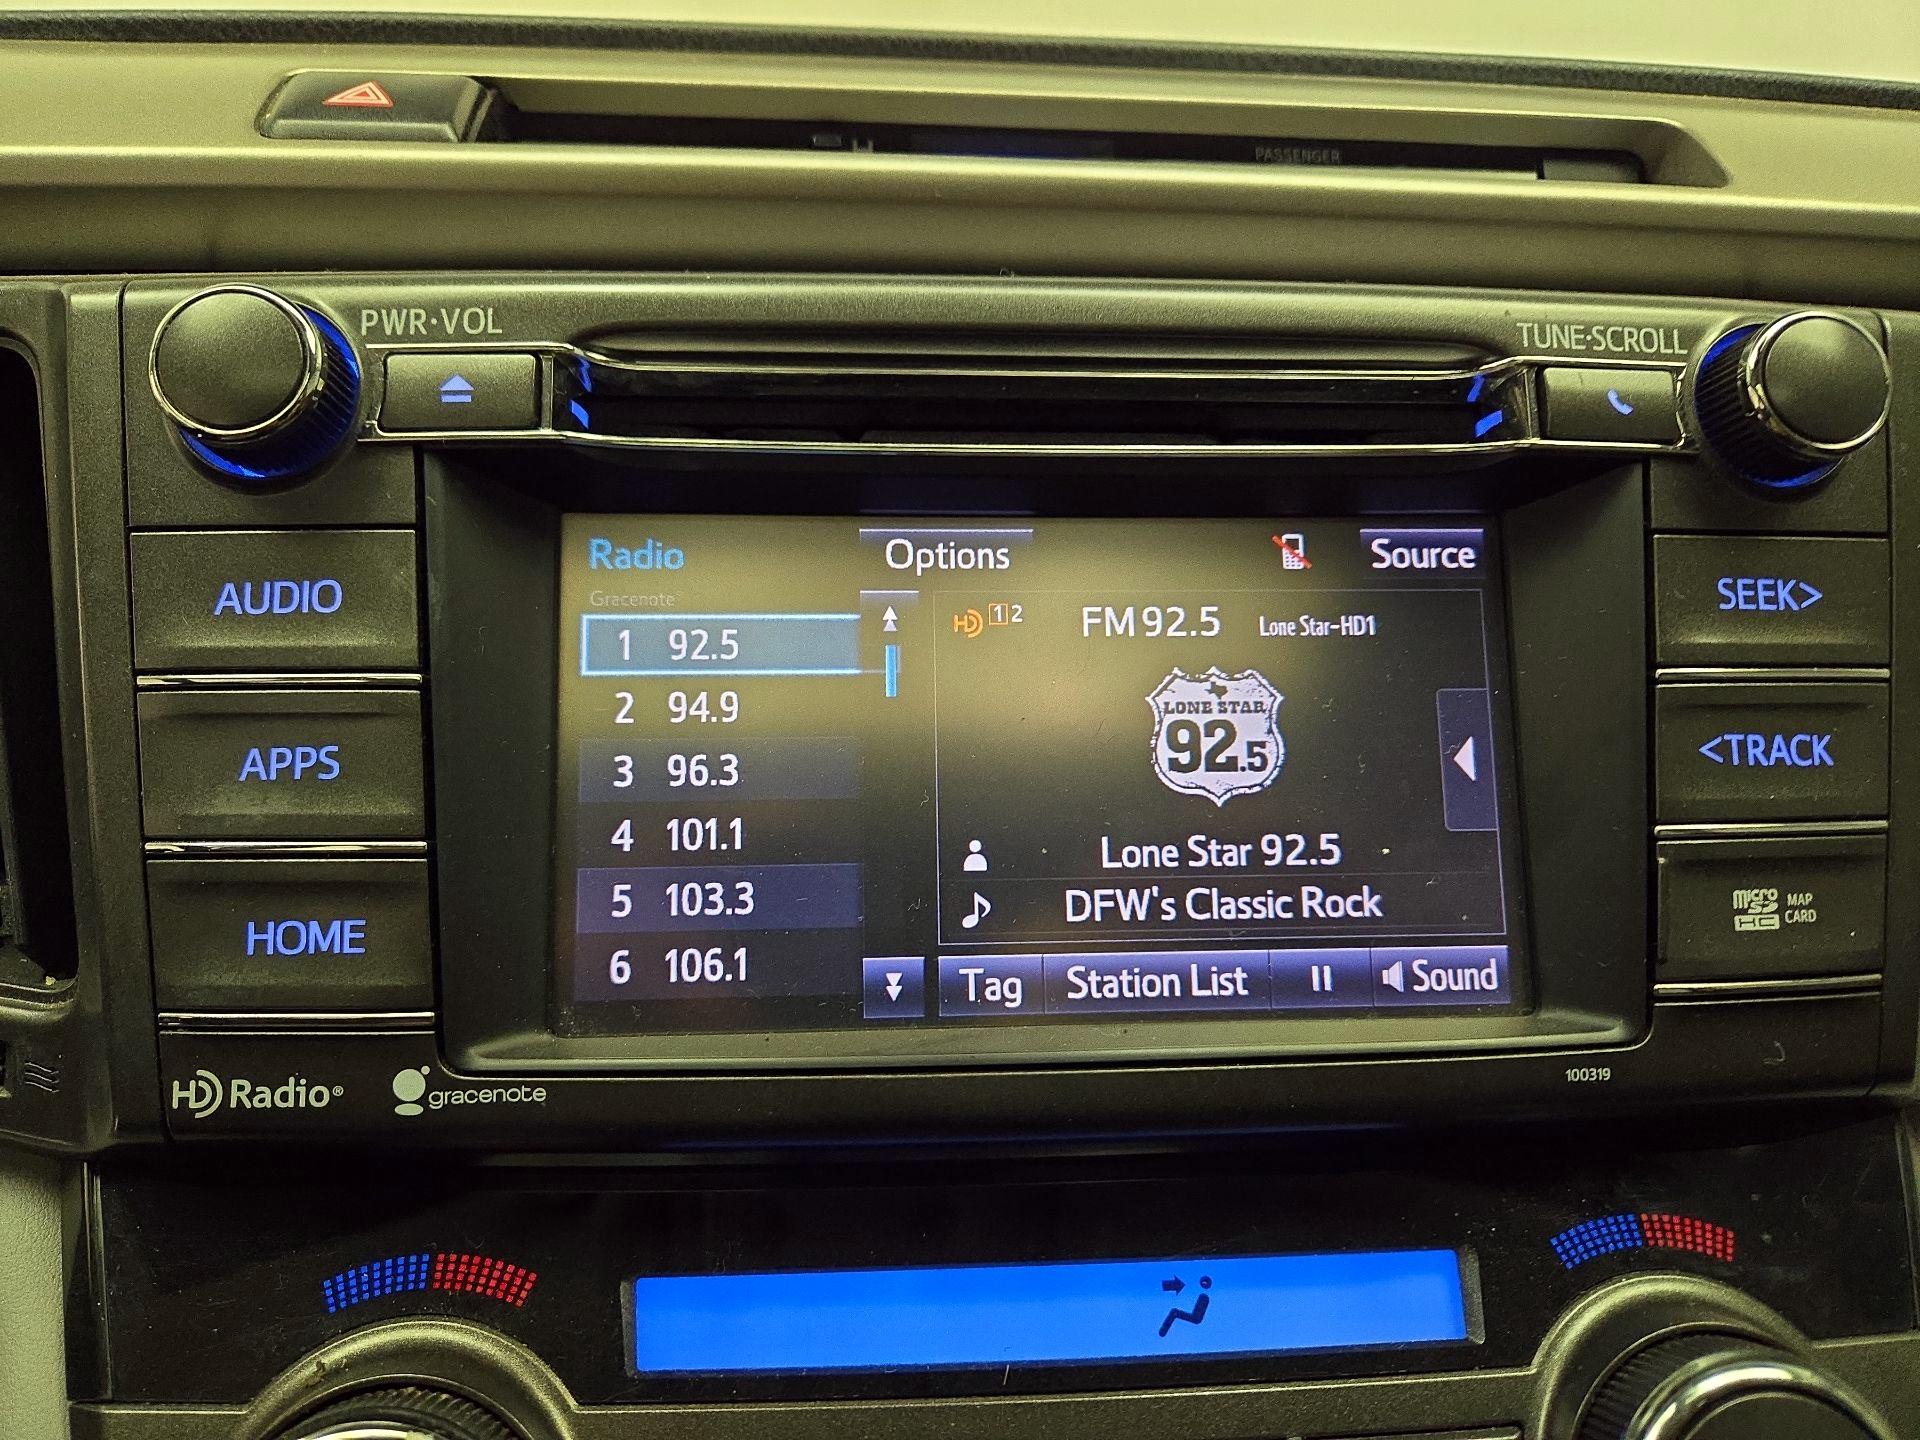 PASSENGER
PWR·VOL
TUNE·SCROLL
AUDIO
APPS
HOME
Radio
Options
Source
Gracenote
1 92.5
2 94.9
3 96.3
4 101.1
5 103.3
6 106.1
HD 1 2 FM 92.5 Lone Star-HD1
LONE STAR
92.5
Lone Star 92.5
DFW's Classic Rock
Tag
Station List
Sound
SEEK>
<TRACK
micro SD HC MAP CARD
HD Radio®
gracenote
100319